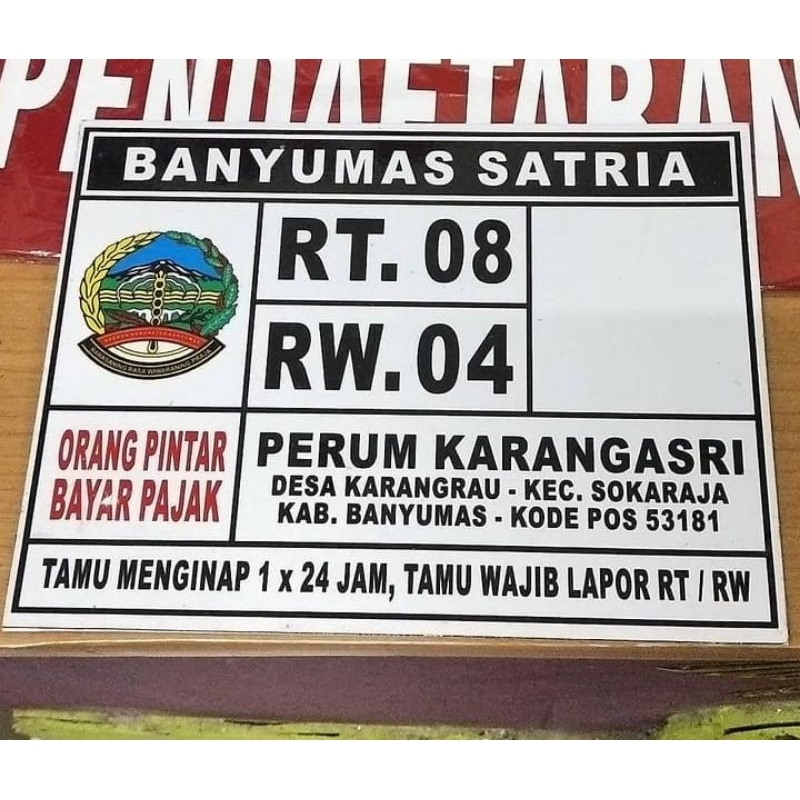 PENDAFTARAN
BANYUMAS SATRIA
RT. 08
RW. 04
ORANG PINTAR
BAYAR PAJAK
PERUM KARANGASRI
DESA KARANGRAU - KEC. SOKARAJA
KAB. BANYUMAS - KODE POS 53181
TAMU MENGINAP 1 x 24 JAM, TAMU WAJIB LAPOR RT / RW